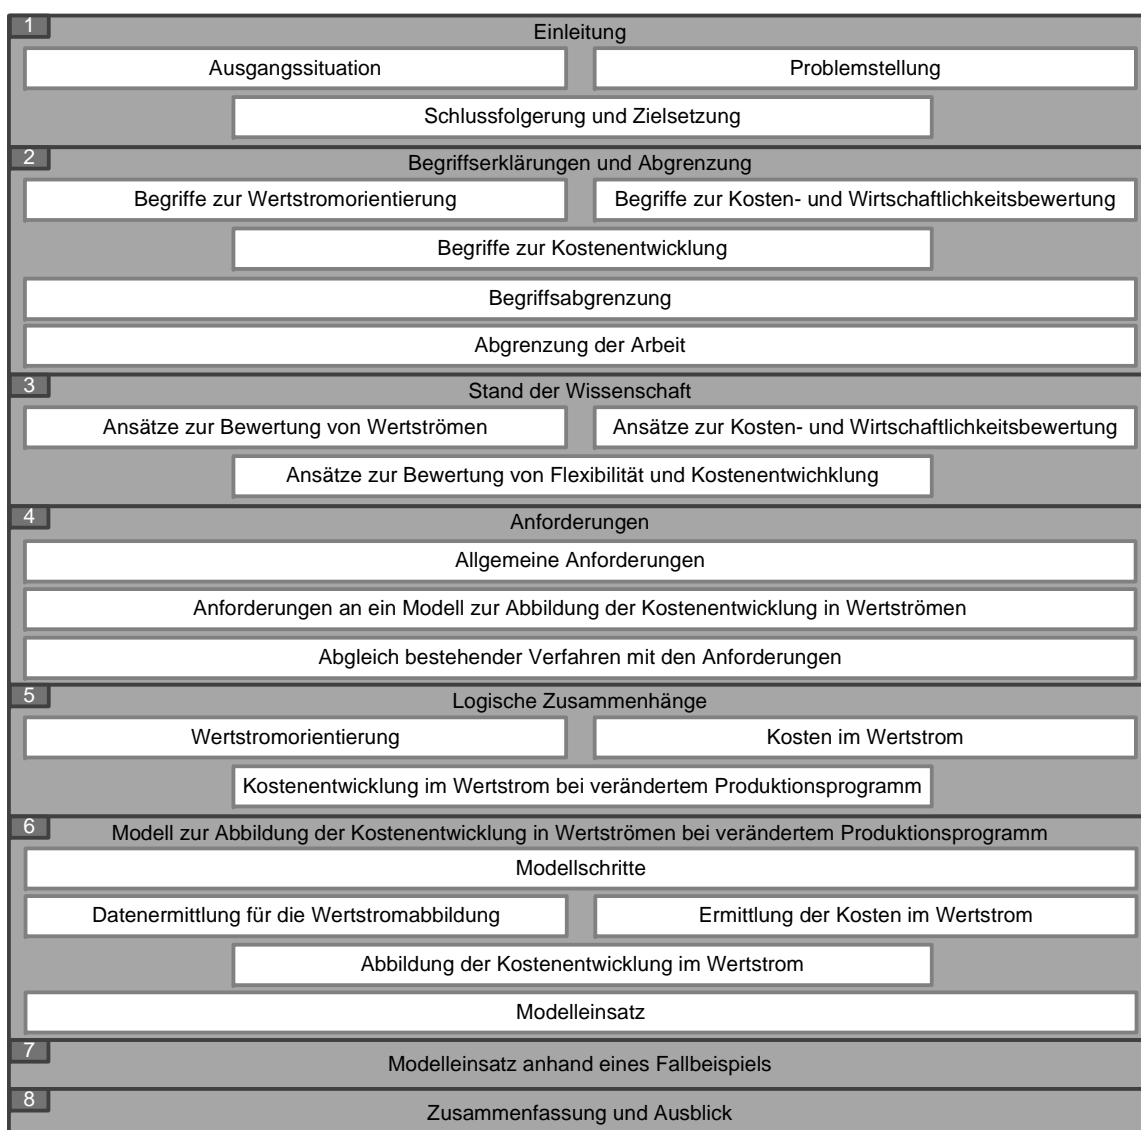 1
Einleitung
Ausgangssituation
Problemstellung
Schlussfolgerung und Zielsetzung
2
Begriffserklärungen und Abgrenzung
Begriffe zur Wertstromorientierung
Begriffe zur Kosten- und Wirtschaftlichkeitsbewertung
Begriffe zur Kostenentwicklung
Begriffsabgrenzung
Abgrenzung der Arbeit
3
Stand der Wissenschaft
Ansätze zur Bewertung von Wertströmen
Ansätze zur Kosten- und Wirtschaftlichkeitsbewertung
Ansätze zur Bewertung von Flexibilität und Kostenentwichklung
4
Anforderungen
Allgemeine Anforderungen
Anforderungen an ein Modell zur Abbildung der Kostenentwicklung in Wertströmen
Abgleich bestehender Verfahren mit den Anforderungen
5
Logische Zusammenhänge
Wertstromorientierung
Kosten im Wertstrom
Kostenentwicklung im Wertstrom bei verändertem Produktionsprogramm
6
Modell zur Abbildung der Kostenentwicklung in Wertströmen bei verändertem Produktionsprogramm
Modellschritte
Datenermittlung für die Wertstromabbildung
Ermittlung der Kosten im Wertstrom
Abbildung der Kostenentwicklung im Wertstrom
Modelleinsatz
7
Modelleinsatz anhand eines Fallbeispiels
8
Zusammenfassung und Ausblick